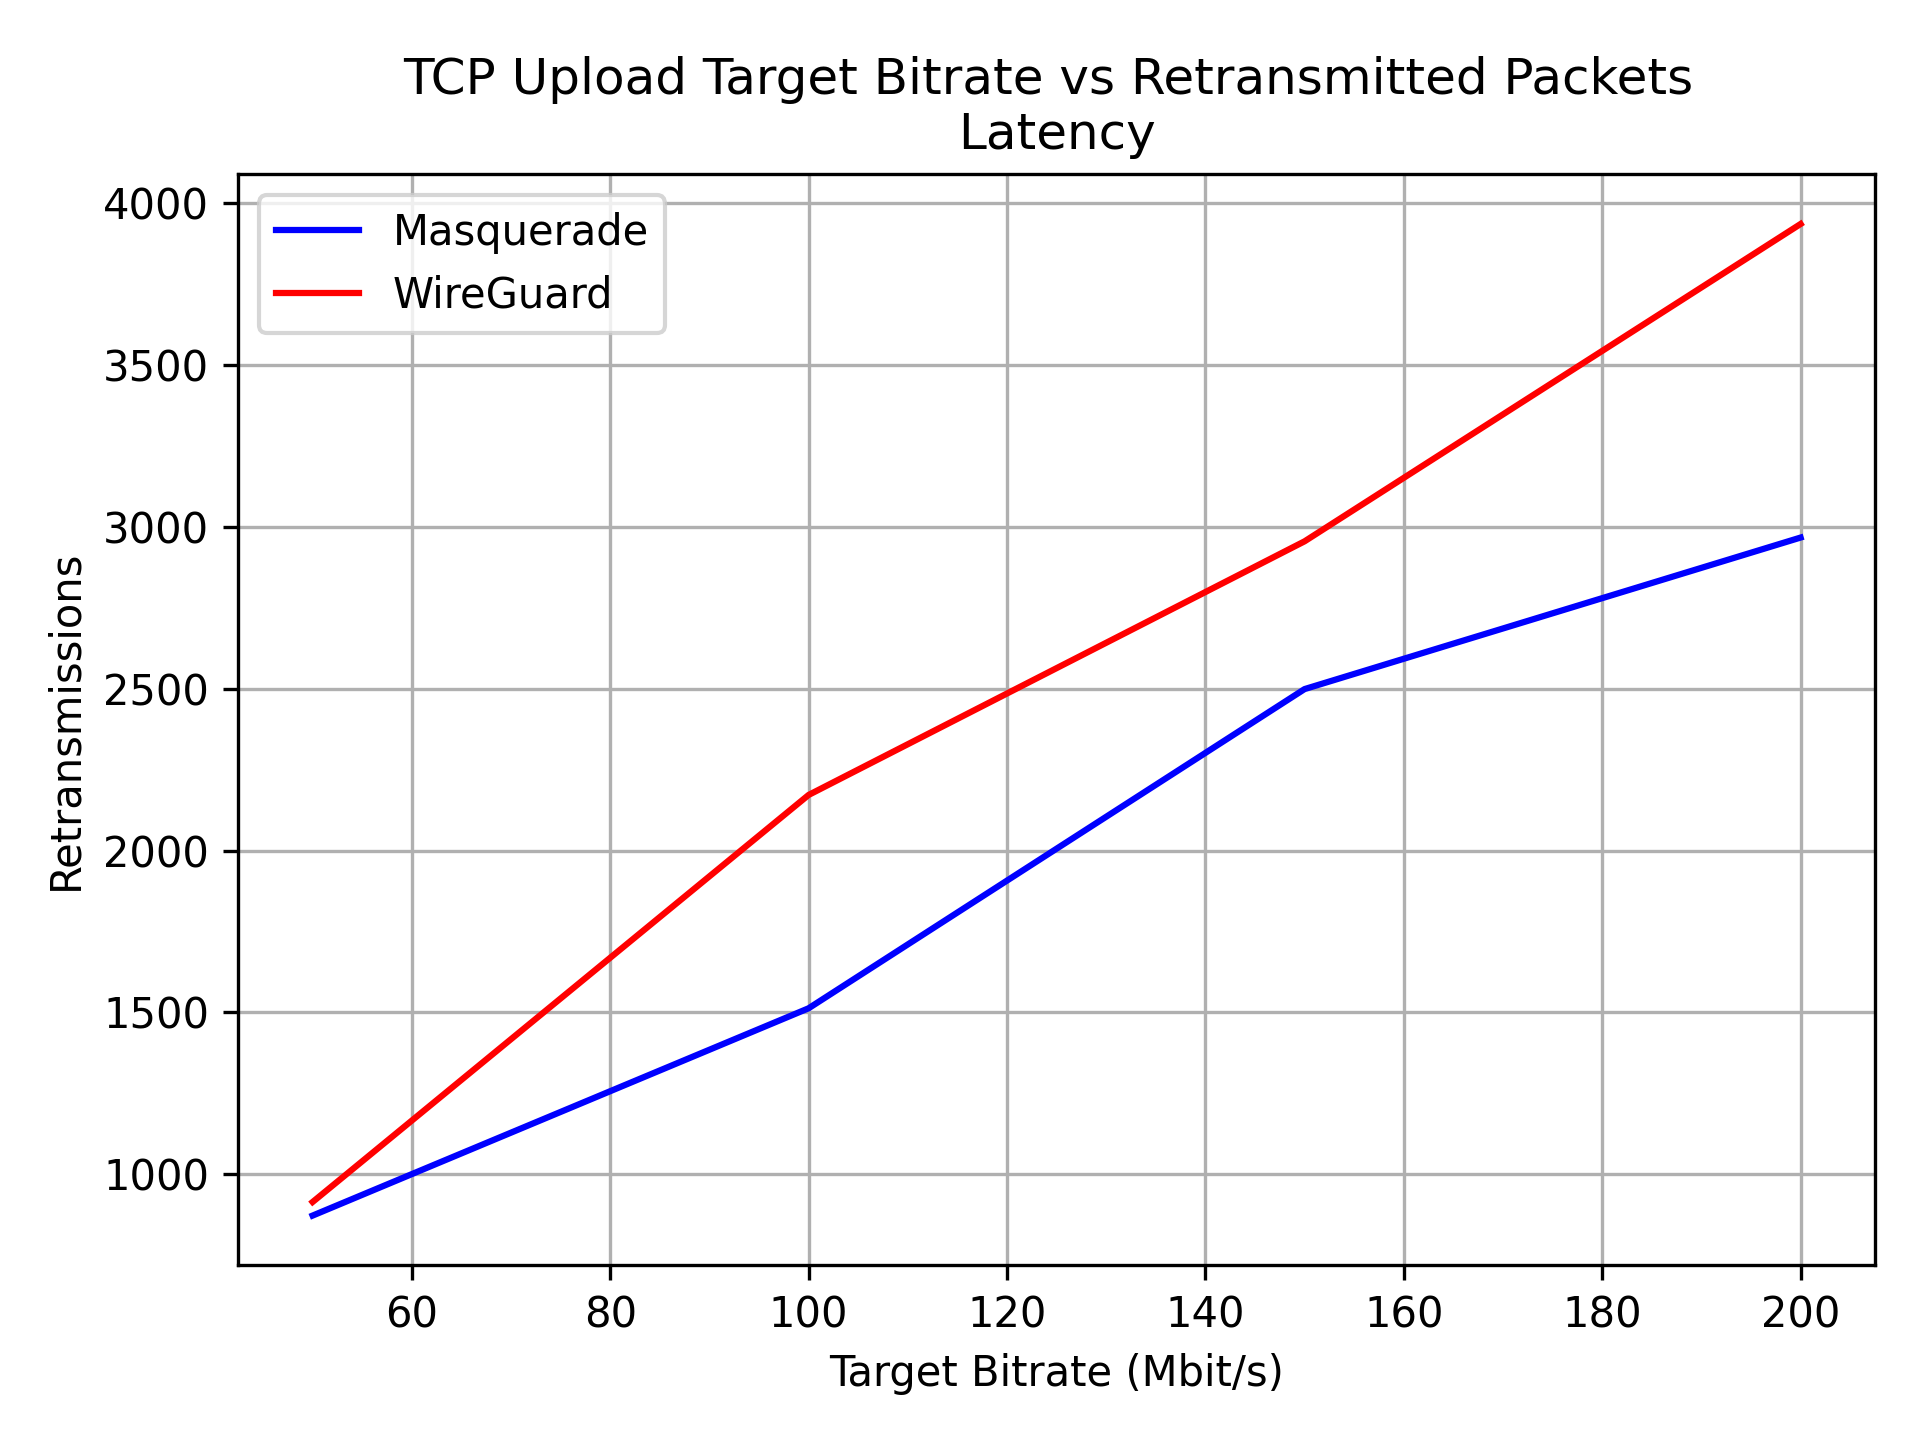 TCP Upload Target Bitrate vs Retransmitted Packets
Latency
Masquerade
WireGuard
4000
3500
3000
2500
2000
1500
1000
Retransmissions
60 80 100 120 140 160 180 200
Target Bitrate (Mbit/s)